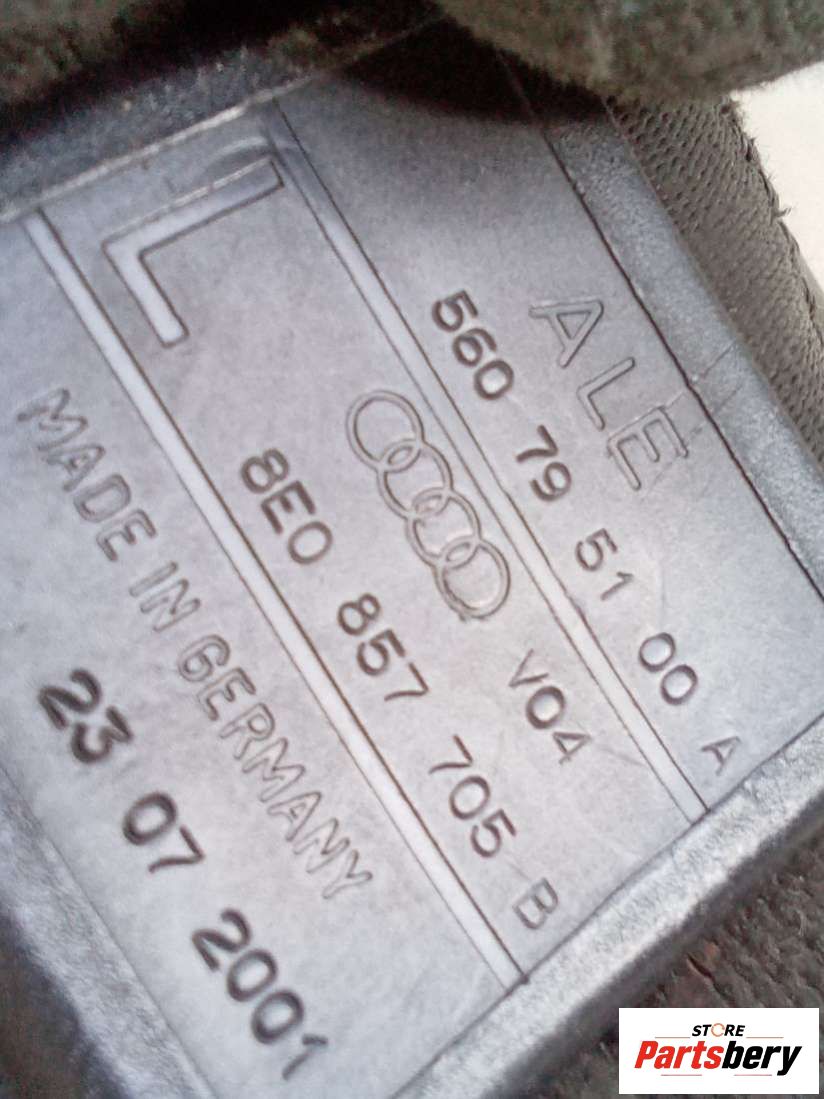 ALE
560 79 51 00 A
L
V04
8E0 857 705 B
MADE IN GERMANY
23 07 2001
STORE
Partsbery